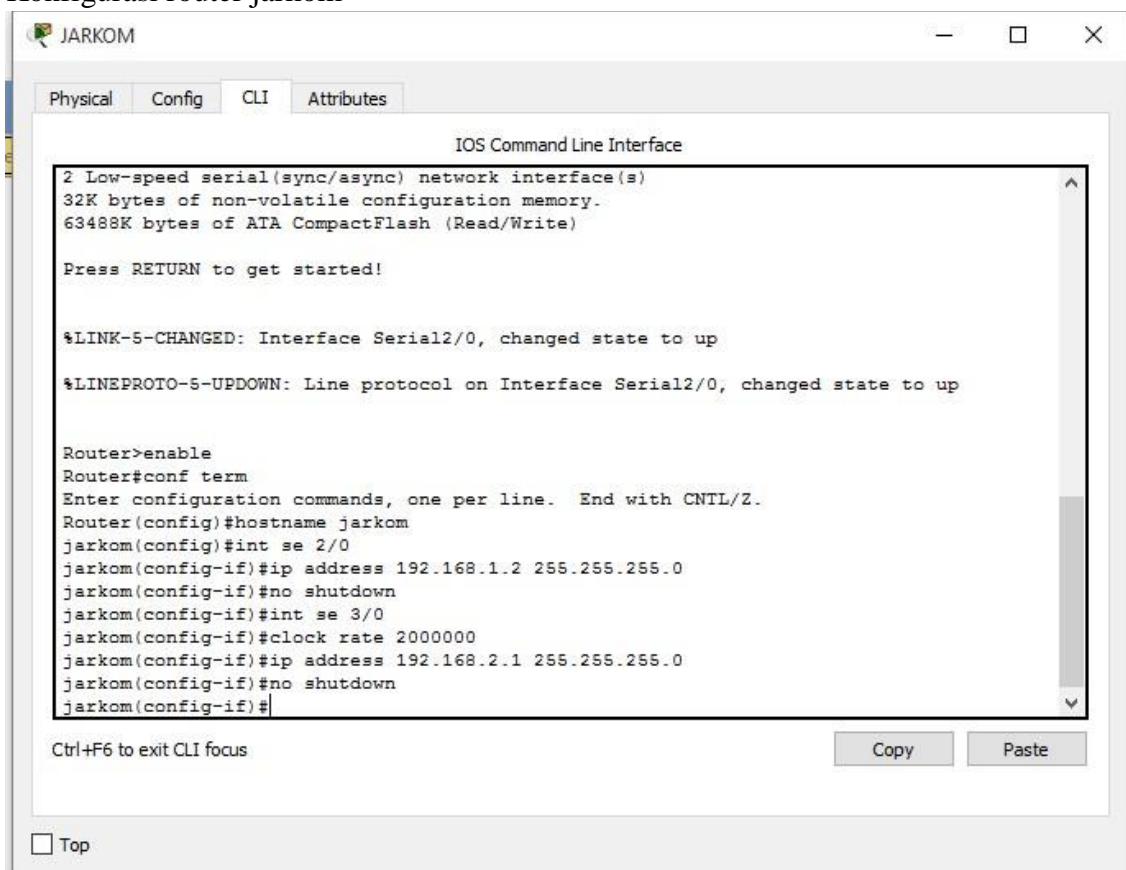 Konfigurasi router jarkom
JARKOM
Physical Config CLI Attributes
IOS Command Line Interface
2 Low-speed serial(sync/async) network interface(s)
32K bytes of non-volatile configuration memory.
63488K bytes of ATA CompactFlash (Read/Write)
Press RETURN to get started!
%LINK-5-CHANGED: Interface Serial2/0, changed state to up
%LINEPROTO-5-UPDOWN: Line protocol on Interface Serial2/0, changed state to up
Router>enable
Router#conf term
Enter configuration commands, one per line.  End with CNTL/Z.
Router(config)#hostname jarkom
jarkom(config)#int se 2/0
jarkom(config-if)#ip address 192.168.1.2 255.255.255.0
jarkom(config-if)#no shutdown
jarkom(config-if)#int se 3/0
jarkom(config-if)#clock rate 2000000
jarkom(config-if)#ip address 192.168.2.1 255.255.255.0
jarkom(config-if)#no shutdown
jarkom(config-if)#
Ctrl+F6 to exit CLI focus
Copy Paste
Top